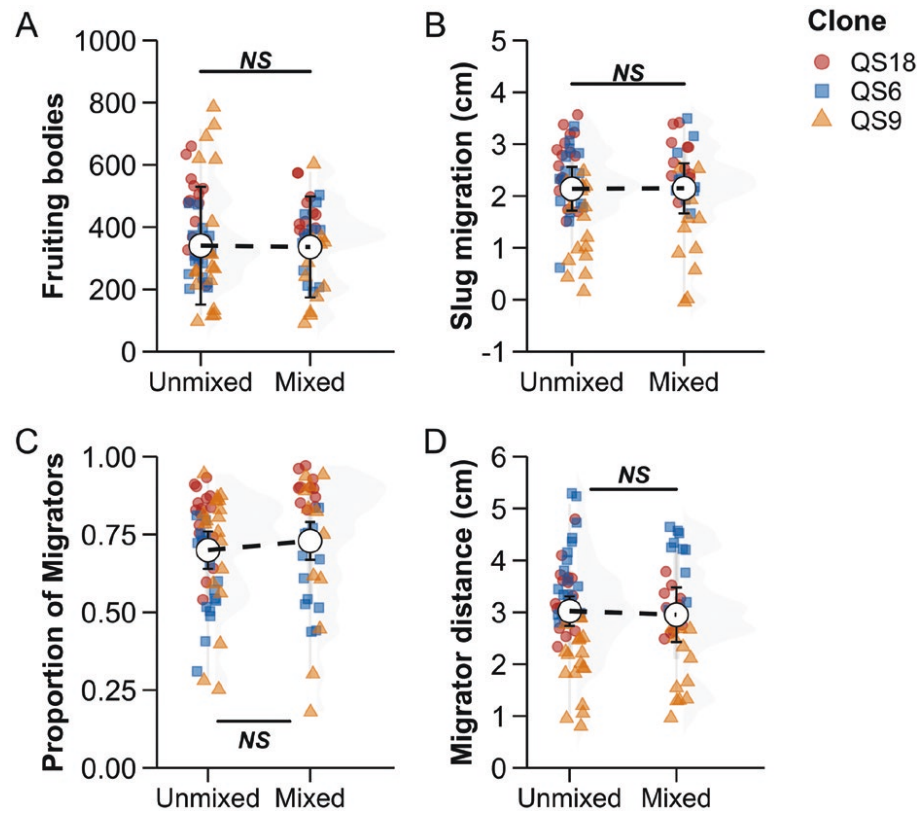 A
Fruiting bodies
1000
800
600
400
200
0
NS
Unmixed Mixed
B
Slug migration (cm)
5
4
3
2
1
0
-1
NS
Unmixed Mixed
Clone
QS18
QS6
QS9
C
Proportion of Migrators
1.00
0.75
0.50
0.25
0.00
NS
Unmixed Mixed
D
Migrator distance (cm)
6
5
4
3
2
1
0
NS
Unmixed Mixed